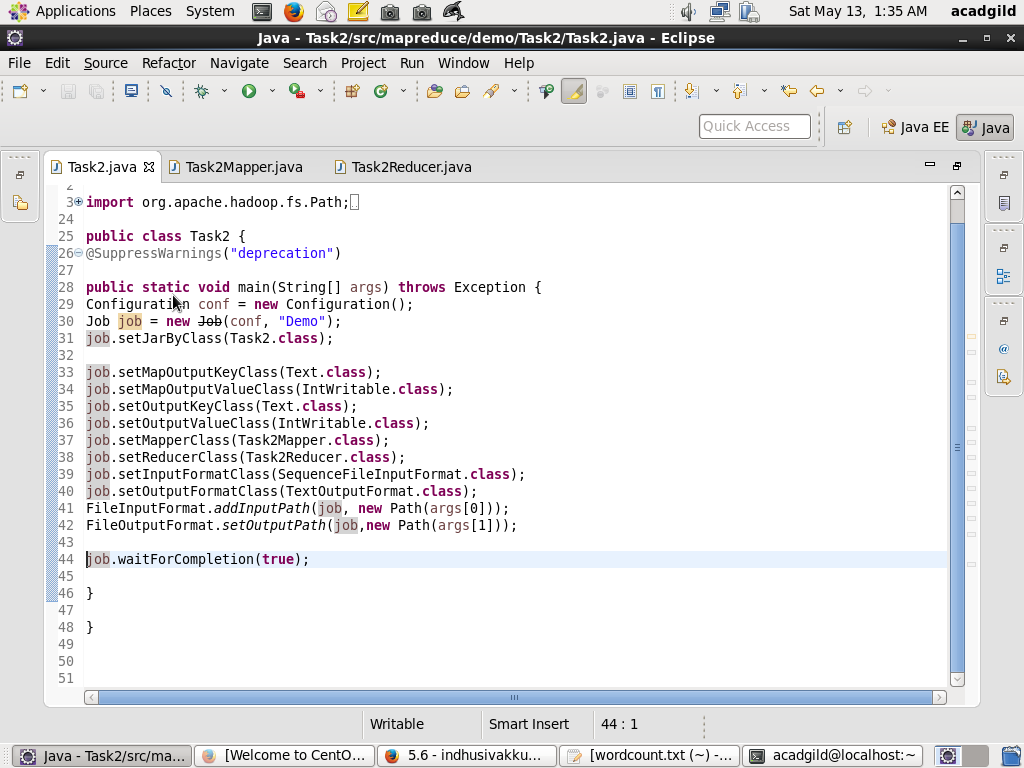 Applications Places System Sat May 13, 1:35 AM acadgild
Java - Task2/src/mapreduce/demo/Task2/Task2.java - Eclipse
File Edit Source Refactor Navigate Search Project Run Window Help
Quick Access Java EE Java
Task2.java Task2Mapper.java Task2Reducer.java
2
3 import org.apache.hadoop.fs.Path;
24
25 public class Task2 {
26 @SuppressWarnings("deprecation")
27
28 public static void main(String[] args) throws Exception {
29 Configuration conf = new Configuration();
30 Job job = new Job(conf, "Demo");
31 job.setJarByClass(Task2.class);
32
33 job.setMapOutputKeyClass(Text.class);
34 job.setMapOutputValueClass(IntWritable.class);
35 job.setOutputKeyClass(Text.class);
36 job.setOutputValueClass(IntWritable.class);
37 job.setMapperClass(Task2Mapper.class);
38 job.setReducerClass(Task2Reducer.class);
39 job.setInputFormatClass(SequenceFileInputFormat.class);
40 job.setOutputFormatClass(TextOutputFormat.class);
41 FileInputFormat.addInputPath(job, new Path(args[0]));
42 FileOutputFormat.setOutputPath(job,new Path(args[1]));
43
44 job.waitForCompletion(true);
45
46 }
47
48 }
49
50
51
Writable Smart Insert 44 : 1
Java - Task2/src/ma... [Welcome to CentO... 5.6 - indhusivakku... [wordcount.txt (~) -... acadgild@localhost:~